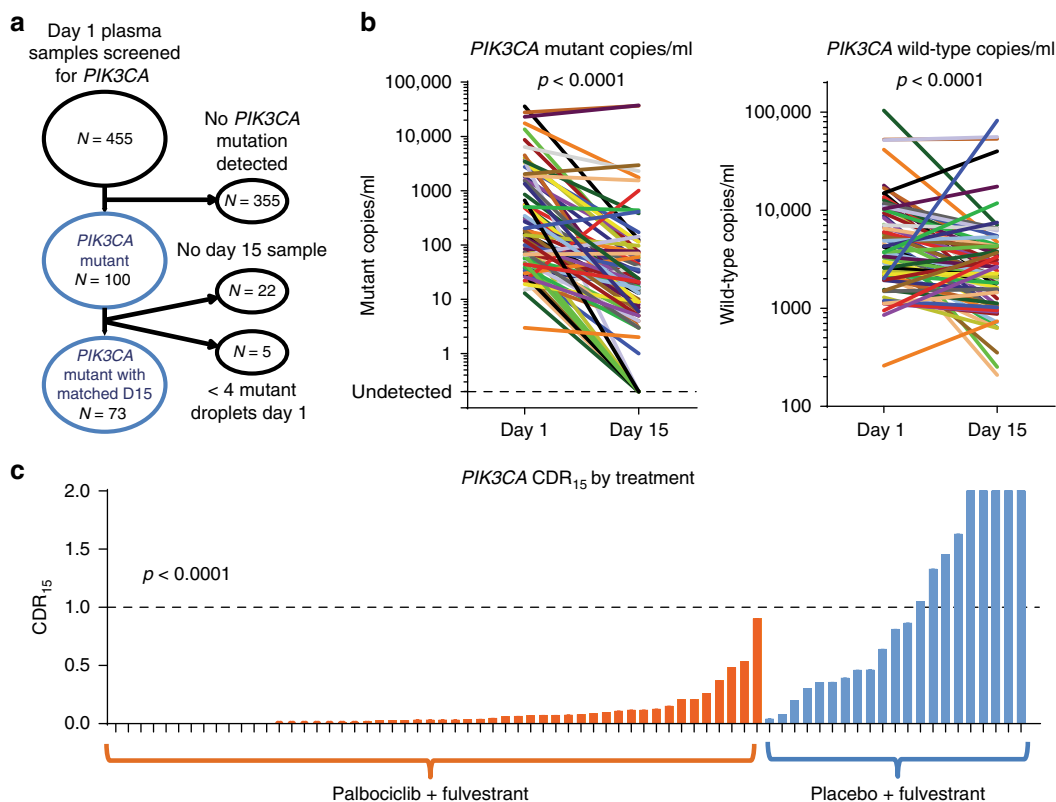 a
Day 1 plasma
samples screened
for PIK3CA
N = 455
No PIK3CA
mutation
detected
N = 355
PIK3CA
mutant
N = 100
No day 15 sample
N = 22
N = 5
PIK3CA
mutant with
matched D15
N = 73
< 4 mutant
droplets day 1
b
PIK3CA mutant copies/ml
p < 0.0001
Mutant copies/ml
100,000
10,000
1000
100
10
1
Undetected
Day 1
Day 15
PIK3CA wild-type copies/ml
p < 0.0001
Wild-type copies/ml
100,000
10,000
1000
100
Day 1
Day 15
c
PIK3CA CDR15 by treatment
p < 0.0001
CDR15
2.0
1.5
1.0
0.5
0.0
Palbociclib + fulvestrant
Placebo + fulvestrant